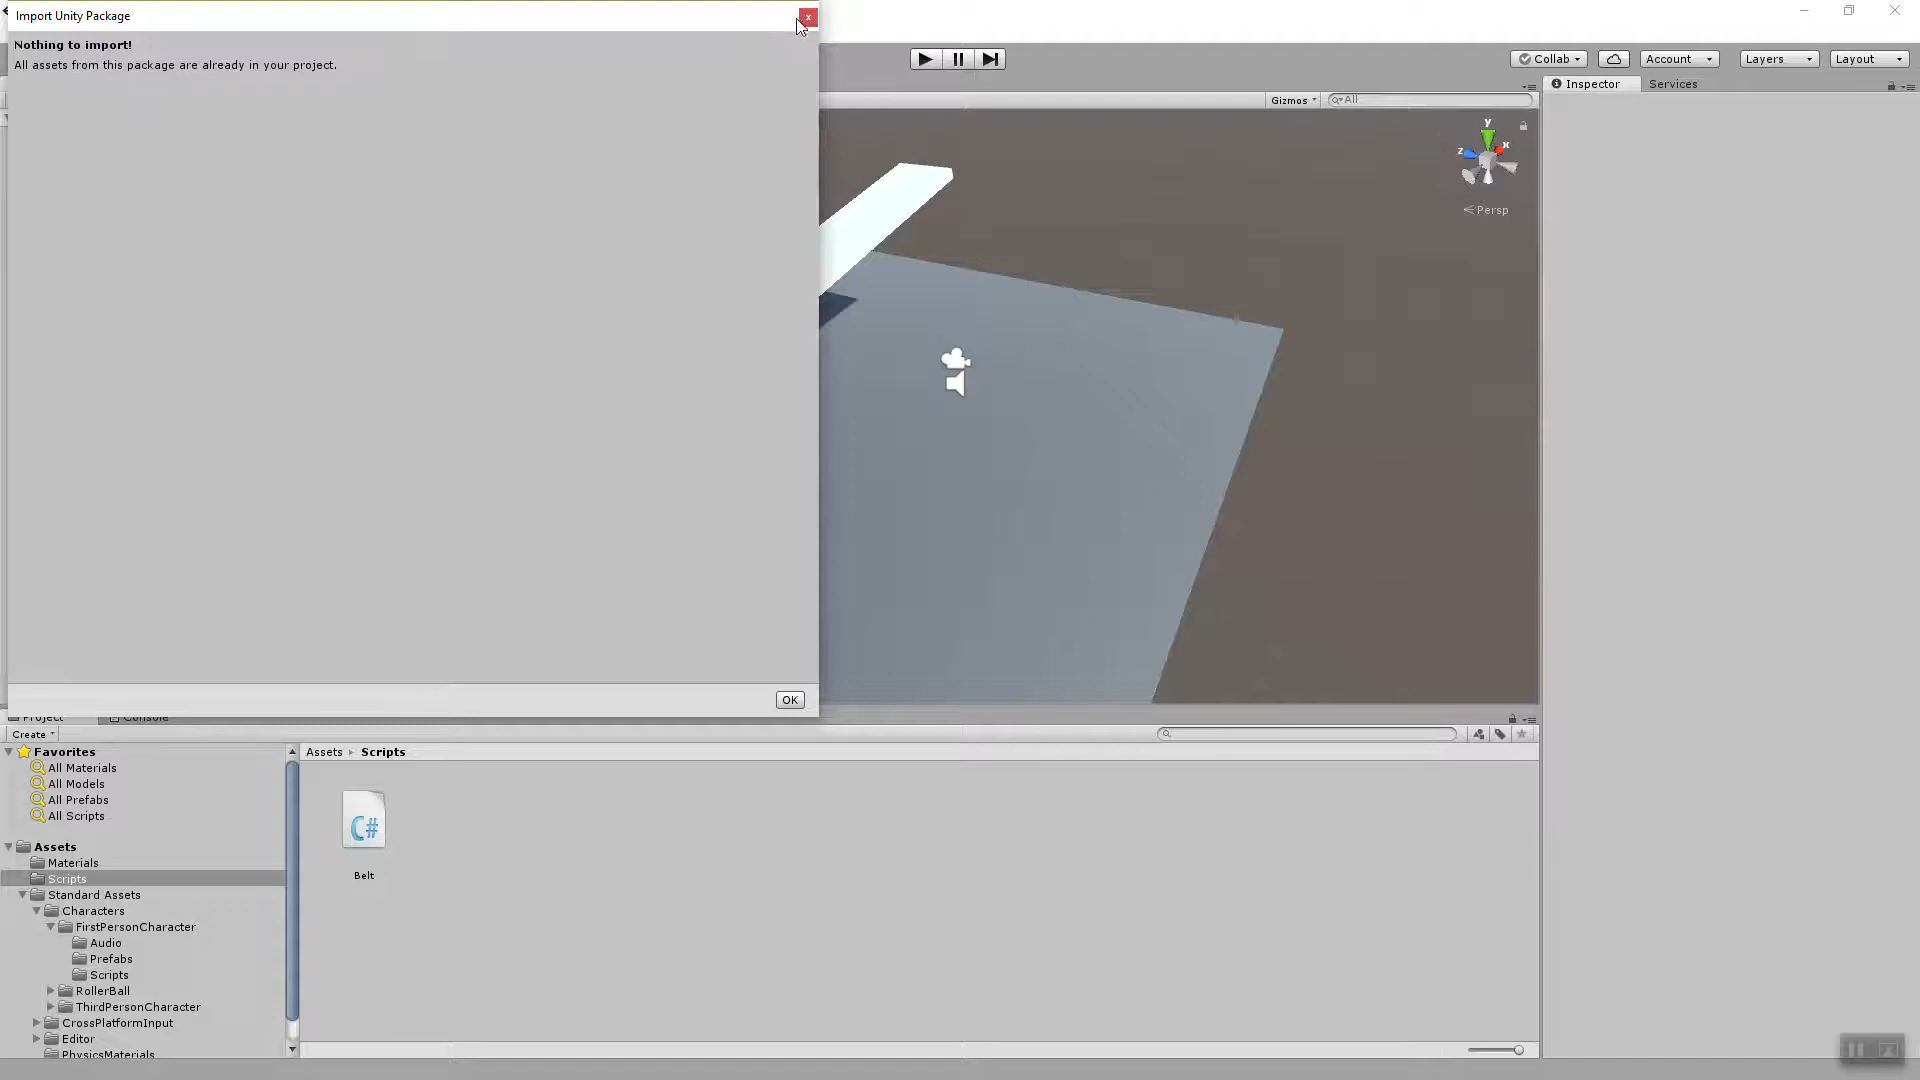 Import Unity Package
x
Nothing to import!
All assets from this package are already in your project.
OK
Collab
Account
Layers
Layout
Inspector
Services
Gizmos
All
y
x
z
Persp
Project
Console
Create
Favorites
All Materials
All Models
All Prefabs
All Scripts
Assets
Materials
Scripts
Standard Assets
Characters
FirstPersonCharacter
Audio
Prefabs
Scripts
RollerBall
ThirdPersonCharacter
CrossPlatformInput
Editor
PhysicsMaterials
Assets
Scripts
C#
Belt